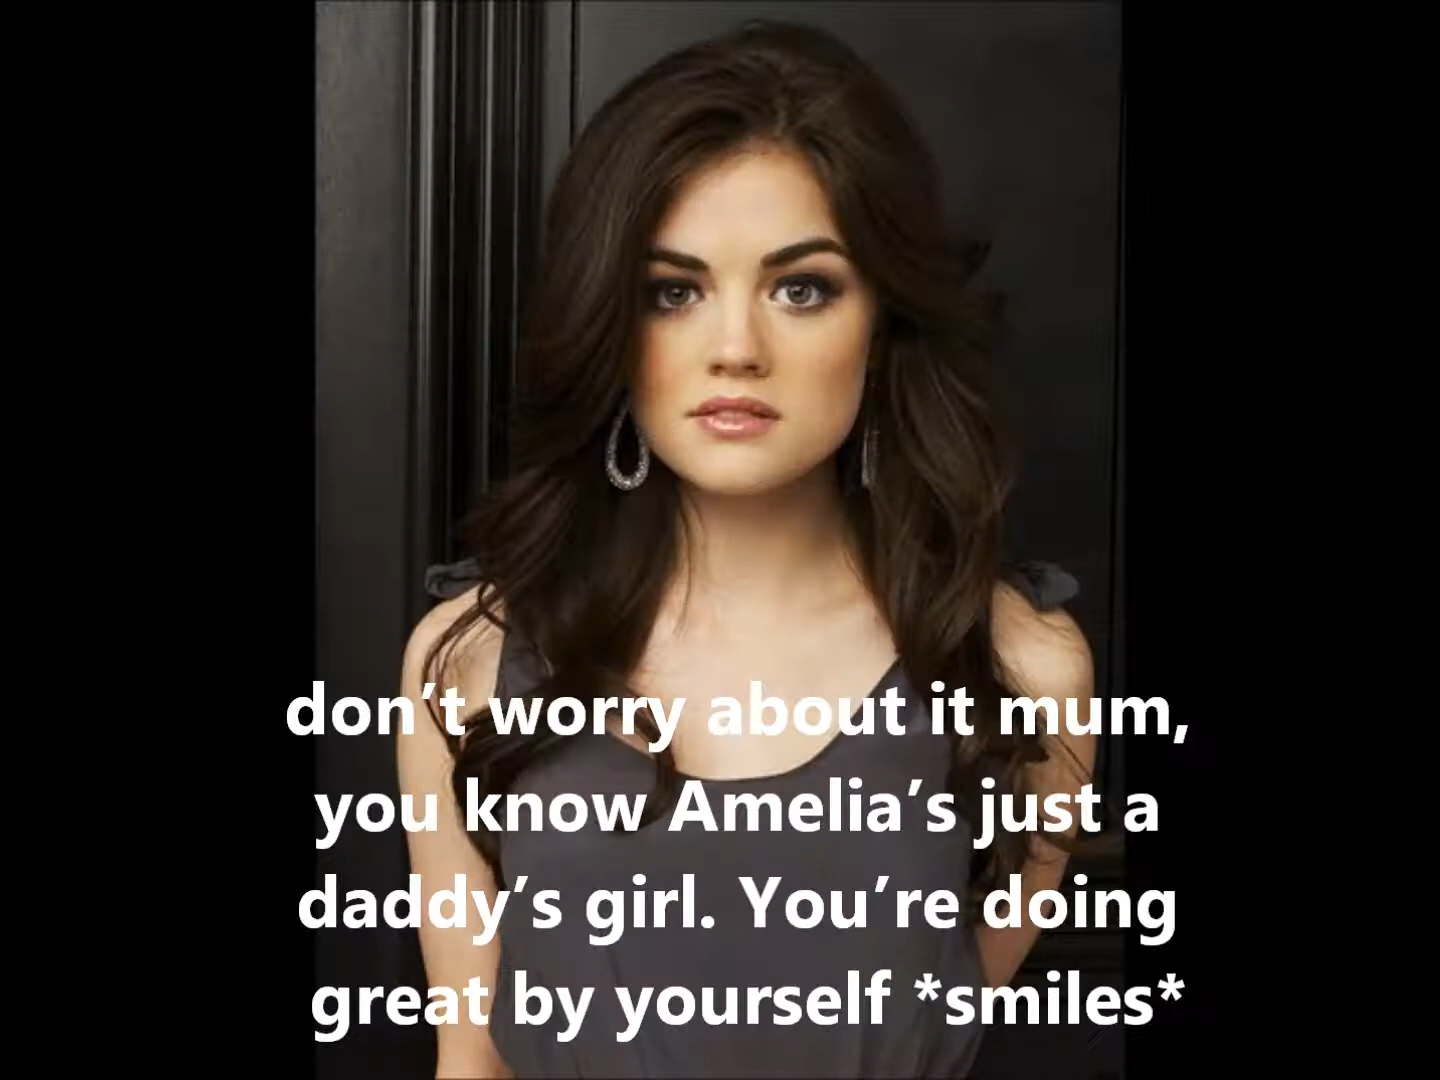 don’t worry about it mum,
you know Amelia’s just a
daddy’s girl. You’re doing
great by yourself *smiles*